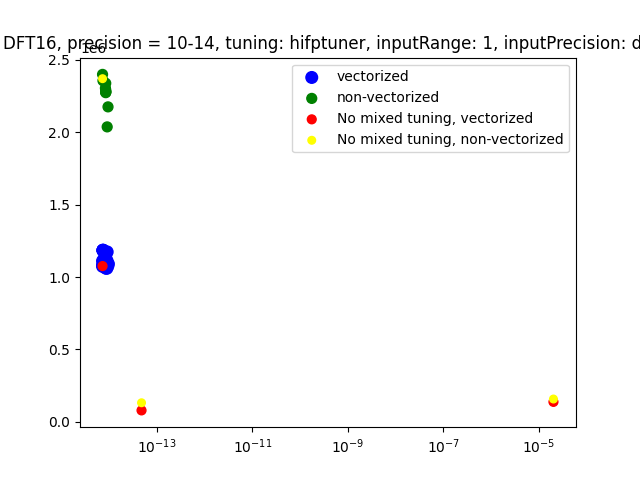 DFT16, precision = 10-14, tuning: hifptuner, inputRange: 1, inputPrecision: d
1e6
2.5
2.0
1.5
1.0
0.5
0.0
vectorized
non-vectorized
No mixed tuning, vectorized
No mixed tuning, non-vectorized
10⁻¹³ 10⁻¹¹ 10⁻⁹ 10⁻⁷ 10⁻⁵